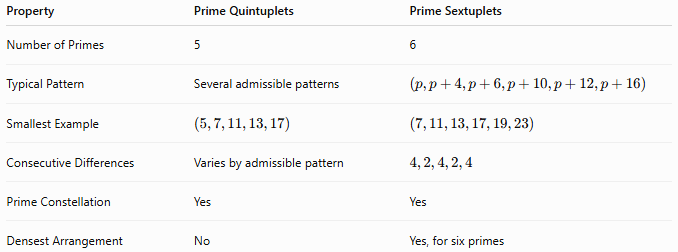 Property Prime Quintuplets Prime Sextuplets
Number of Primes 5 6
Typical Pattern Several admissible patterns (p, p + 4, p + 6, p + 10, p + 12, p + 16)
Smallest Example (5, 7, 11, 13, 17) (7, 11, 13, 17, 19, 23)
Consecutive Differences Varies by admissible pattern 4, 2, 4, 2, 4
Prime Constellation Yes Yes
Densest Arrangement No Yes, for six primes